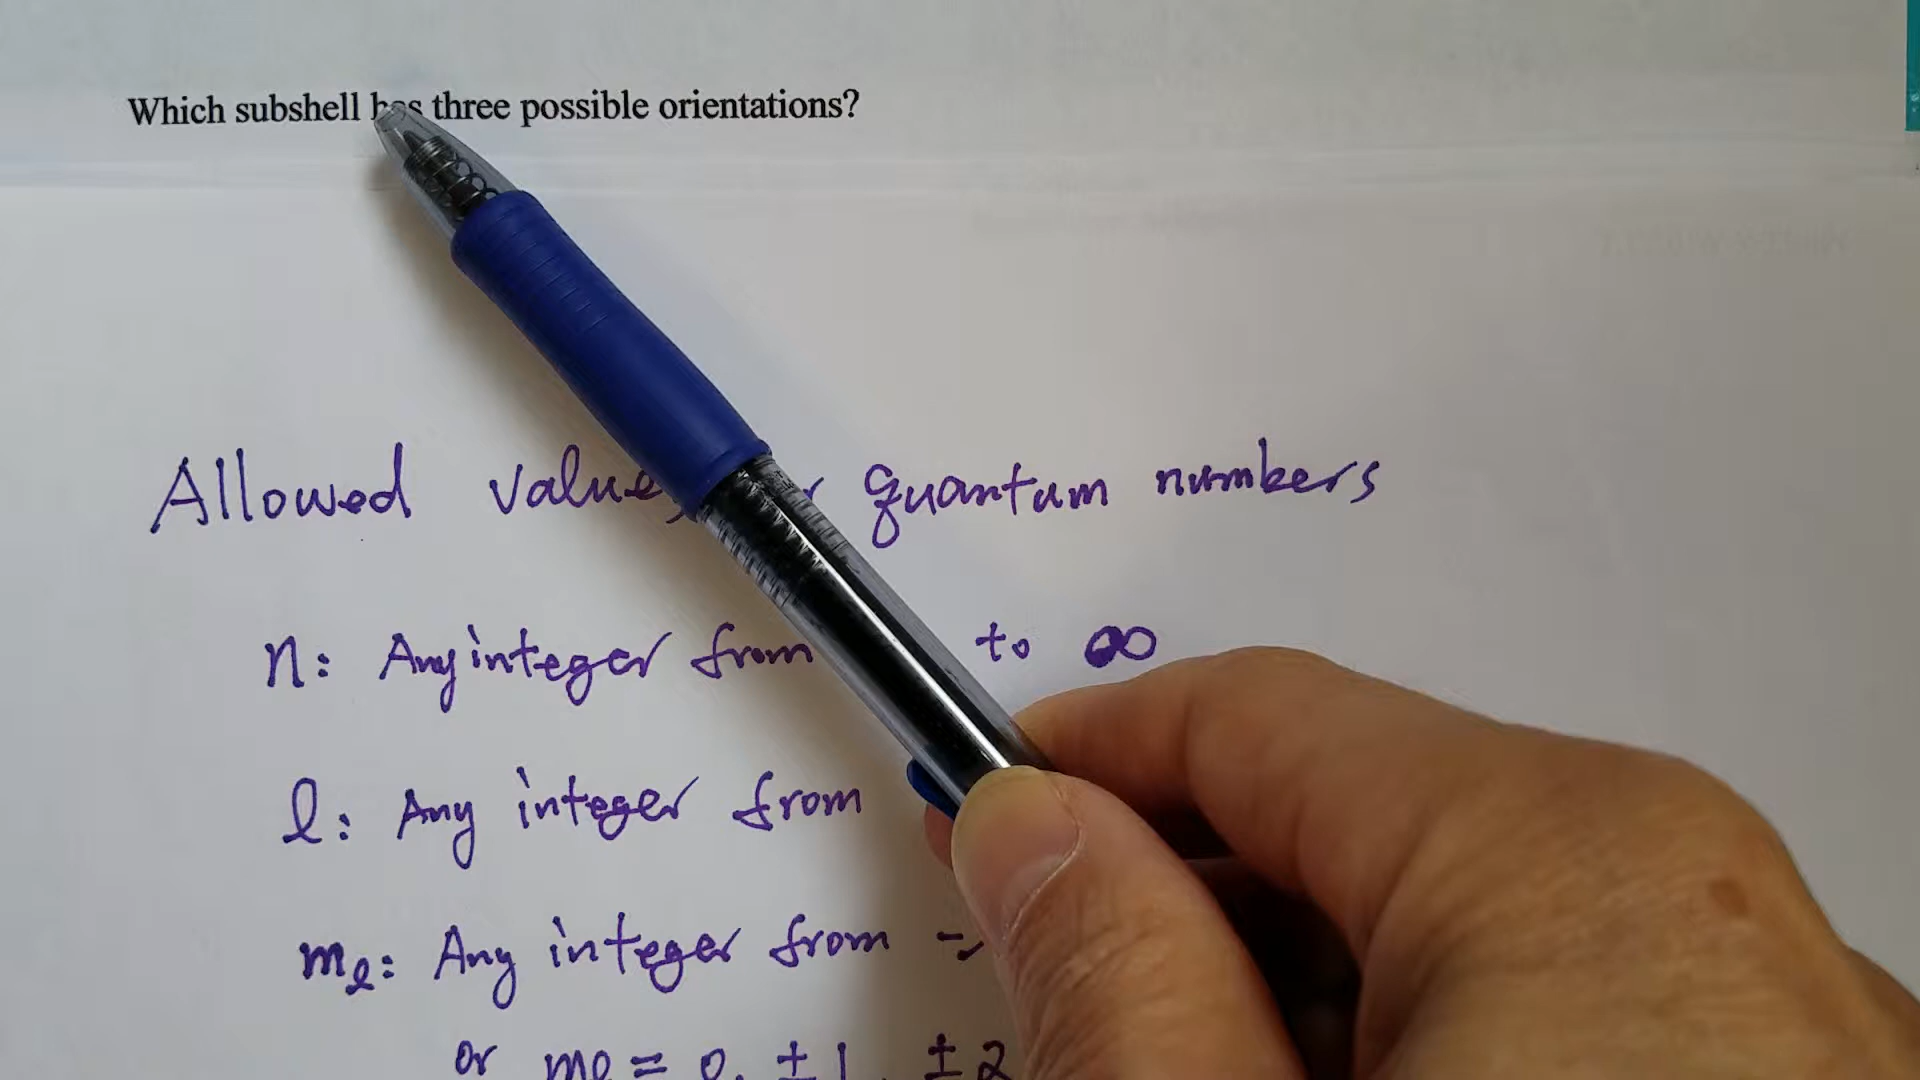 Which subshell has three possible orientations?
Allowed values quantum numbers
n: Any integer from to ∞
l: Any integer from
mℓ: Any integer from -
or mℓ = 0, ±1, ±2